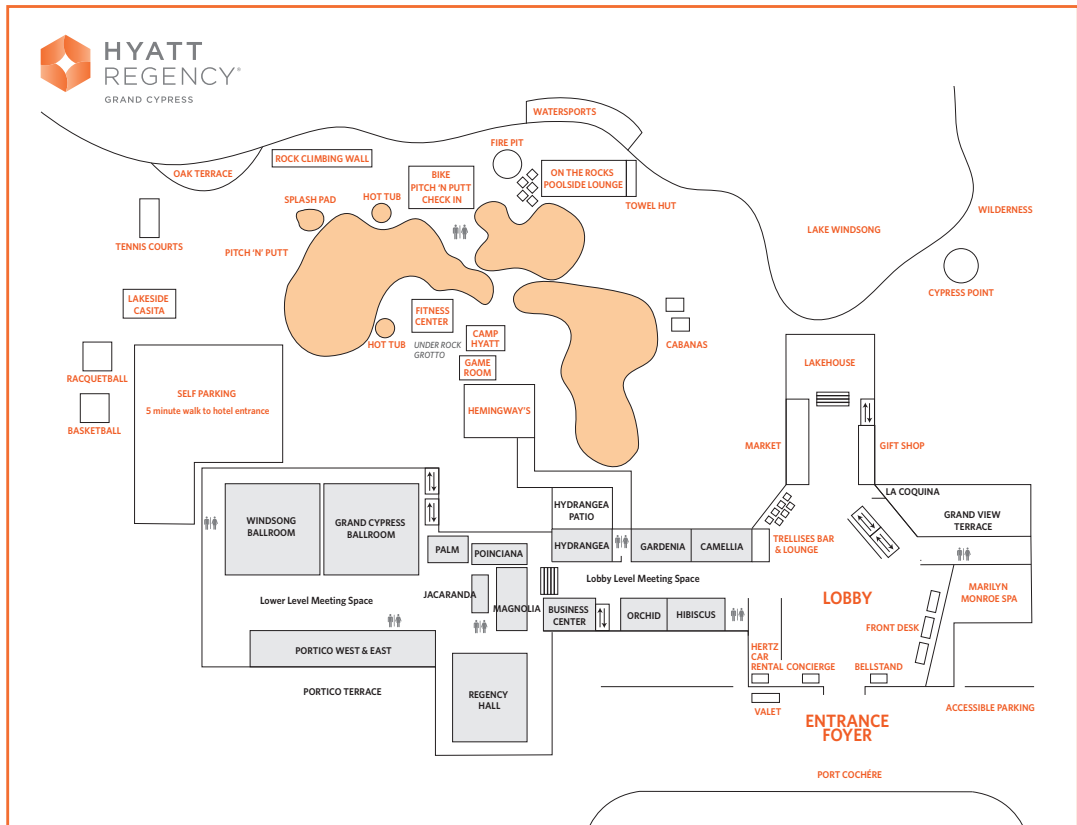 HYATT
REGENCY®
GRAND CYPRESS
WATERSPORTS
FIRE PIT
ROCK CLIMBING WALL
OAK TERRACE
BIKE
PITCH 'N PUTT
CHECK IN
ON THE ROCKS
POOLSIDE LOUNGE
TOWEL HUT
SPLASH PAD
HOT TUB
WILDERNESS
LAKE WINDSONG
TENNIS COURTS
PITCH 'N' PUTT
CYPRESS POINT
LAKESIDE
CASITA
FITNESS
CENTER
HOT TUB
UNDER ROCK
GROTTO
CAMP
HYATT
CABANAS
GAME
ROOM
LAKEHOUSE
RACQUETBALL
SELF PARKING
5 minute walk to hotel entrance
HEMINGWAY'S
BASKETBALL
MARKET
GIFT SHOP
LA COQUINA
HYDRANGEA
PATIO
GRAND VIEW
TERRACE
WINDSONG
BALLROOM
GRAND CYPRESS
BALLROOM
PALM
POINCIANA
HYDRANGEA
GARDENIA
CAMELLIA
TRELLISES BAR
& LOUNGE
Lobby Level Meeting Space
JACARANDA
MAGNOLIA
Lower Level Meeting Space
BUSINESS
CENTER
ORCHID
HIBISCUS
LOBBY
MARILYN
MONROE SPA
FRONT DESK
PORTICO WEST & EAST
HERTZ
CAR
RENTAL
CONCIERGE
BELLSTAND
PORTICO TERRACE
REGENCY
HALL
VALET
ENTRANCE
FOYER
ACCESSIBLE PARKING
PORT COCHÉRE